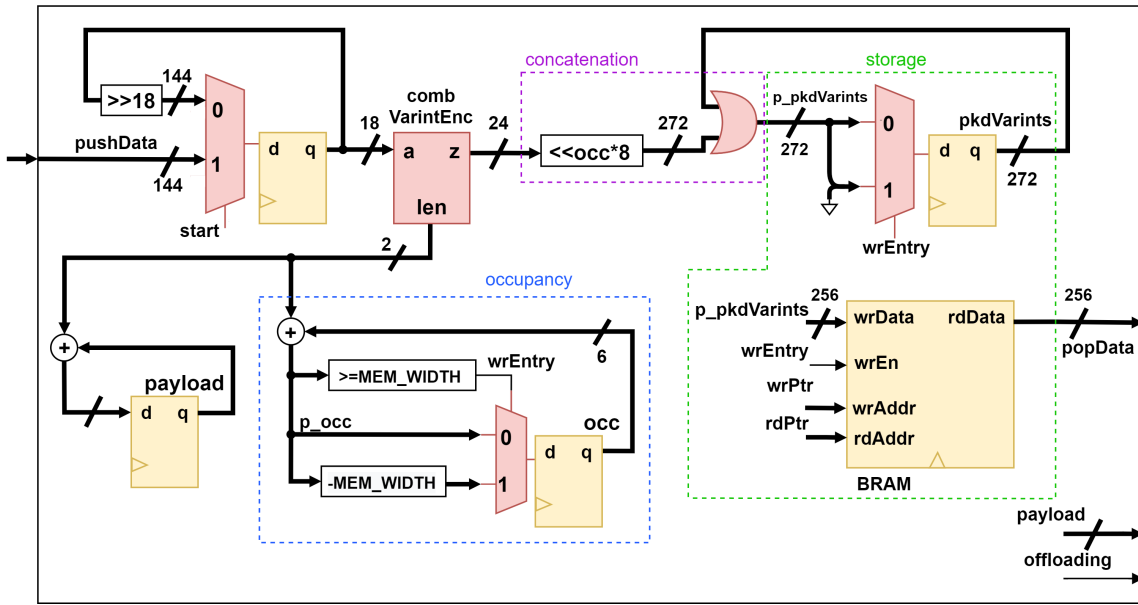 concatenation
storage
144
>>18
0
pushData
1
144
start
d q
18
comb
VarintEnc
a z
len
24
<<occ*8
272
p_pkdVarints
272
0
1
wrEntry
d q
pkdVarints
272
2
occupancy
+
payload
d q
+
6
>=MEM_WIDTH
wrEntry
p_occ
0
-MEM_WIDTH
1
occ
d q
p_pkdVarints
256
wrData rdData
256
popData
wrEntry
wrEn
wrPtr
wrAddr
rdPtr
rdAddr
BRAM
payload
offloading